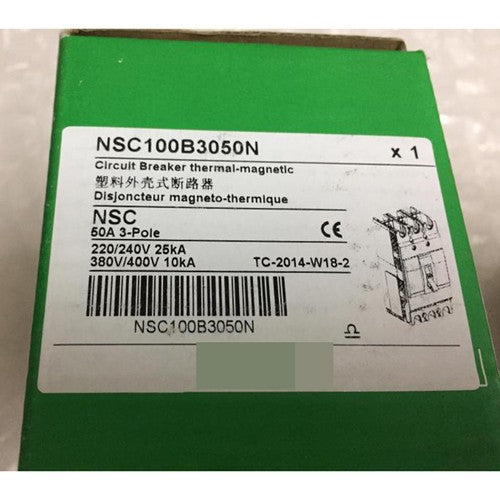 NSC100B3050N x 1
Circuit Breaker thermal-magnetic
塑料外壳式断路器
Disjoncteur magneto-thermique
NSC
50A 3-Pole CE
220/240V 25kA
380V/400V 10kA TC-2014-W18-2
NSC100B3050N